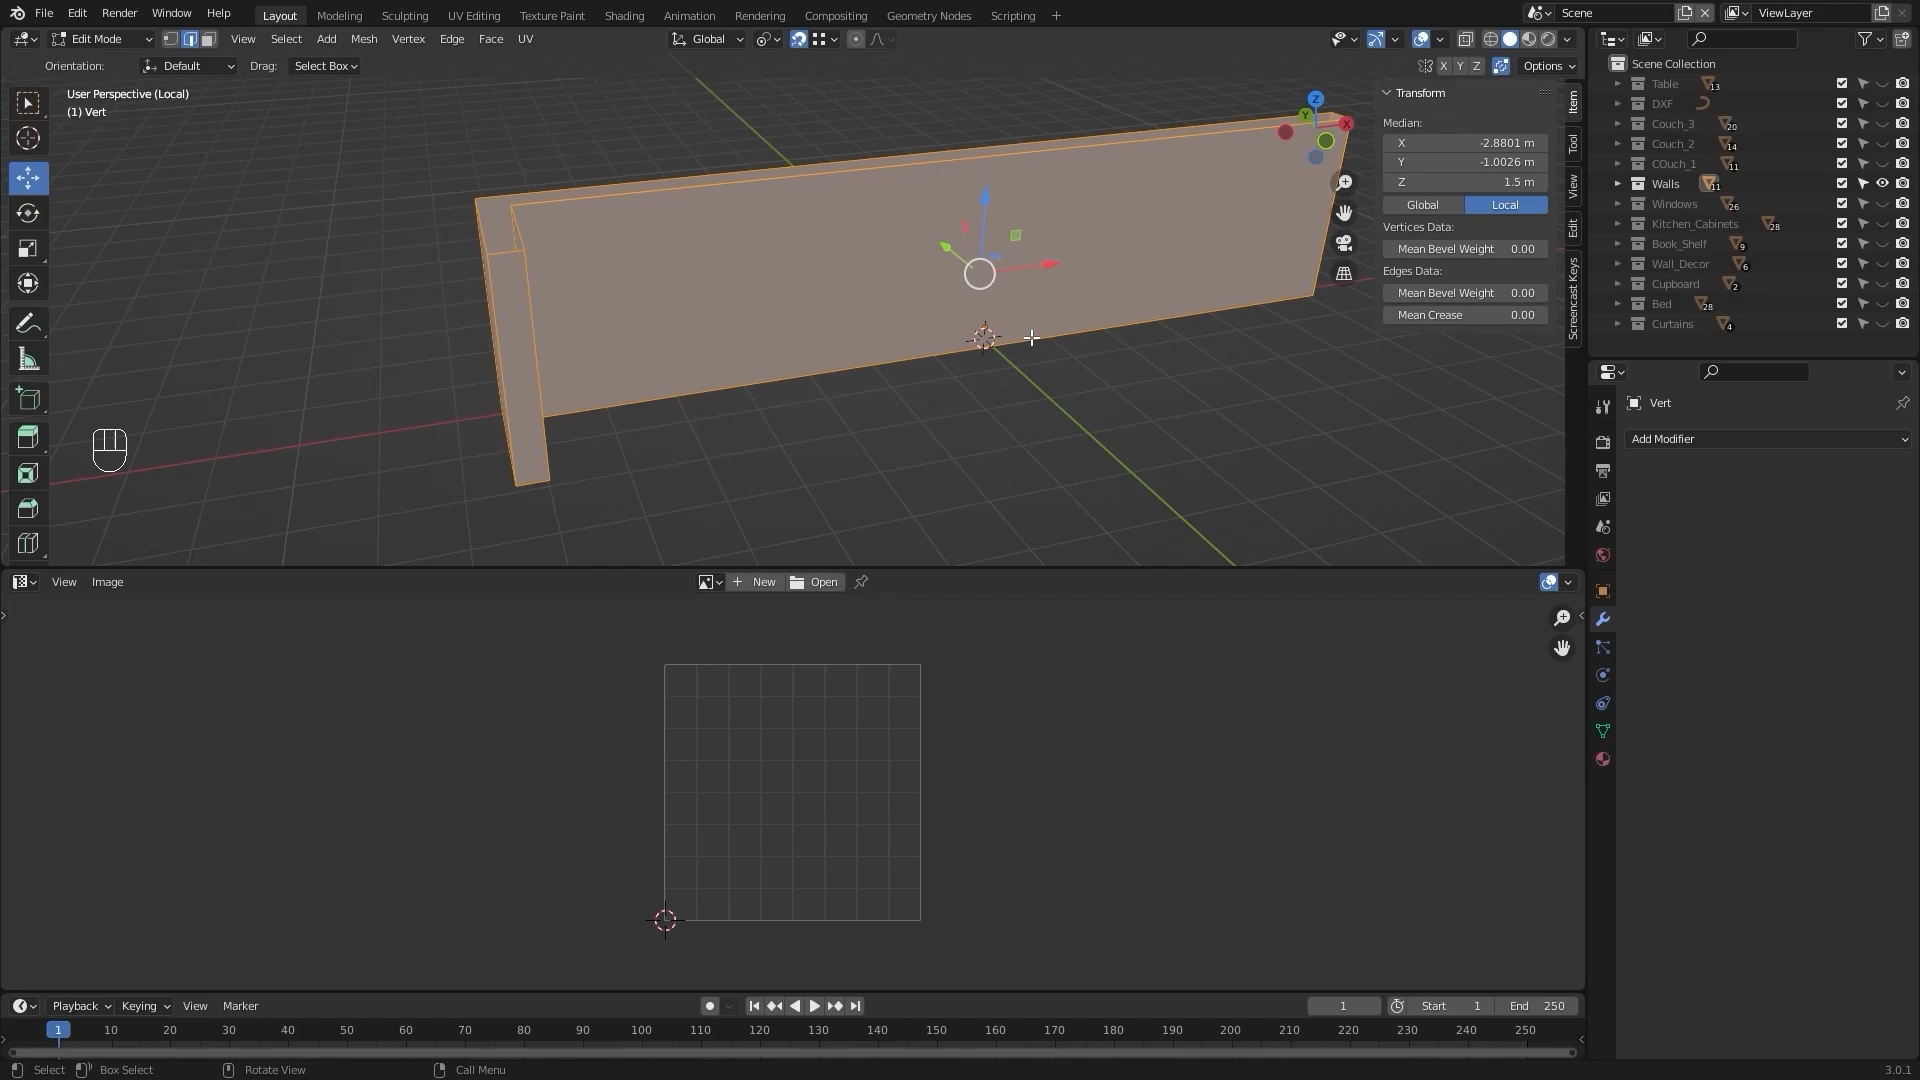 File Edit Render Window Help Layout Modeling Sculpting UV Editing Texture Paint Shading Animation Rendering Compositing Geometry Nodes Scripting + Scene ViewLayer
Edit Mode View Select Add Mesh Vertex Edge Face UV Global
Orientation: Default Drag: Select Box X Y Z Options
User Perspective (Local)
(1) Vert
Z
Y
X
Transform
Median:
X -2.8801 m
Y -1.0026 m
Z 1.5 m
Global Local
Vertices Data:
Mean Bevel Weight 0.00
Edges Data:
Mean Bevel Weight 0.00
Mean Crease 0.00
Item
Tool
View
Edit
Screencast Keys
Scene Collection
Table 13
DXF
Couch_3 20
Couch_2 14
COuch_1 11
Walls 11
Windows 26
Kitchen_Cabinets 28
Book_Shelf 9
Wall_Decor 6
Cupboard 2
Bed 28
Curtains 4
Vert
Add Modifier
View Image + New Open
Playback Keying View Marker 1 Start 1 End 250
1 10 20 30 40 50 60 70 80 90 100 110 120 130 140 150 160 170 180 190 200 210 220 230 240 250
Select Box Select Rotate View Call Menu 3.0.1